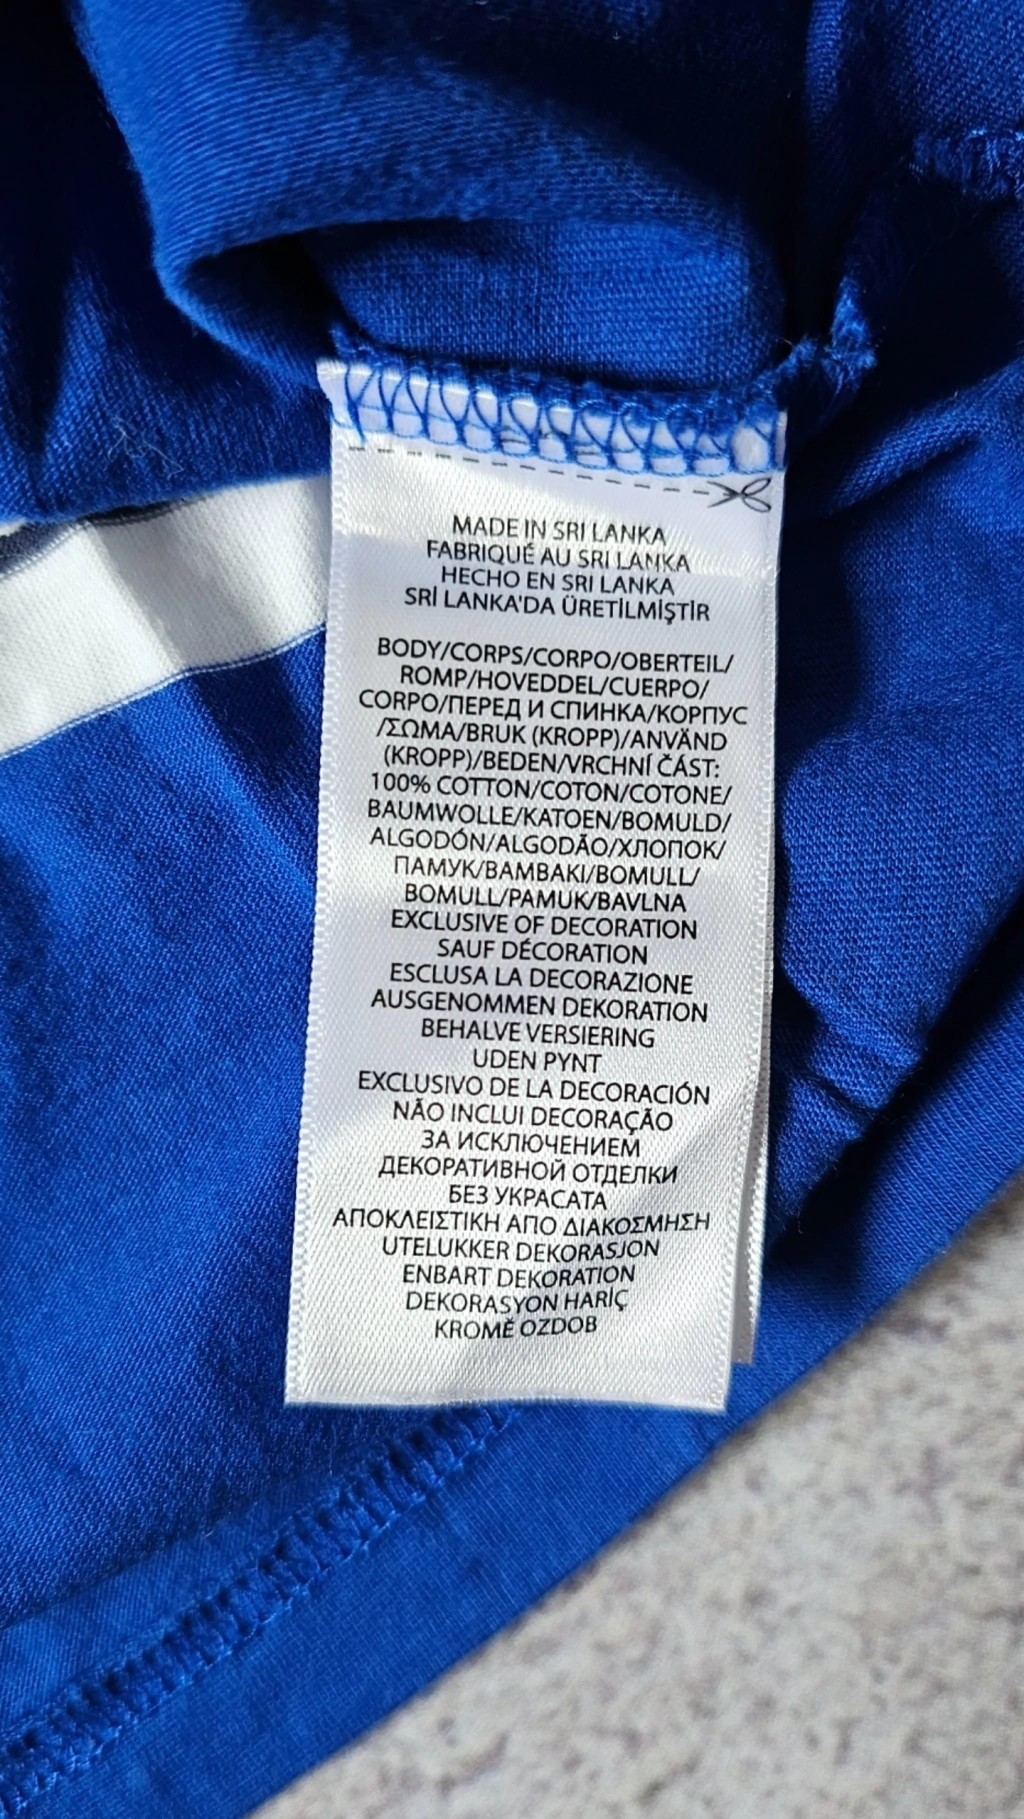 MADE IN SRI LANKA
FABRIQUÉ AU SRI LANKA
HECHO EN SRI LANKA
SRİ LANKA'DA ÜRETİLMİŞTİR
BODY/CORPS/CORPO/OBERTEIL/
ROMP/HOVEDDEL/CUERPO/
CORPO/ПЕРЕД И СПИНКА/КОРПУС
/ΣΩΜΑ/BRUK (KROPP)/ANVÄND
(KROPP)/BEDEN/VRCHNÍ ČÁST:
100% COTTON/COTON/COTONE/
BAUMWOLLE/KATOEN/BOMULD/
ALGODÓN/ALGODÃO/ХЛОПОК/
ПАМУК/ΒΑΜΒΑΚΙ/BOMULL/
BOMULL/PAMUK/BAVLNA
EXCLUSIVE OF DECORATION
SAUF DÉCORATION
ESCLUSA LA DECORAZIONE
AUSGENOMMEN DEKORATION
BEHALVE VERSIERING
UDEN PYNT
EXCLUSIVO DE LA DECORACIÓN
NÃO INCLUI DECORAÇÃO
ЗА ИСКЛЮЧЕНИЕМ
ДЕКОРАТИВНОЙ ОТДЕЛКИ
БЕЗ УКРАСАТА
ΑΠΟΚΛΕΙΣΤΙΚΗ ΑΠΟ ΔΙΑΚΟΣΜΗΣΗ
UTELUKKER DEKORASJON
ENBART DEKORATION
DEKORASYON HARİÇ
KROMĚ OZDOB